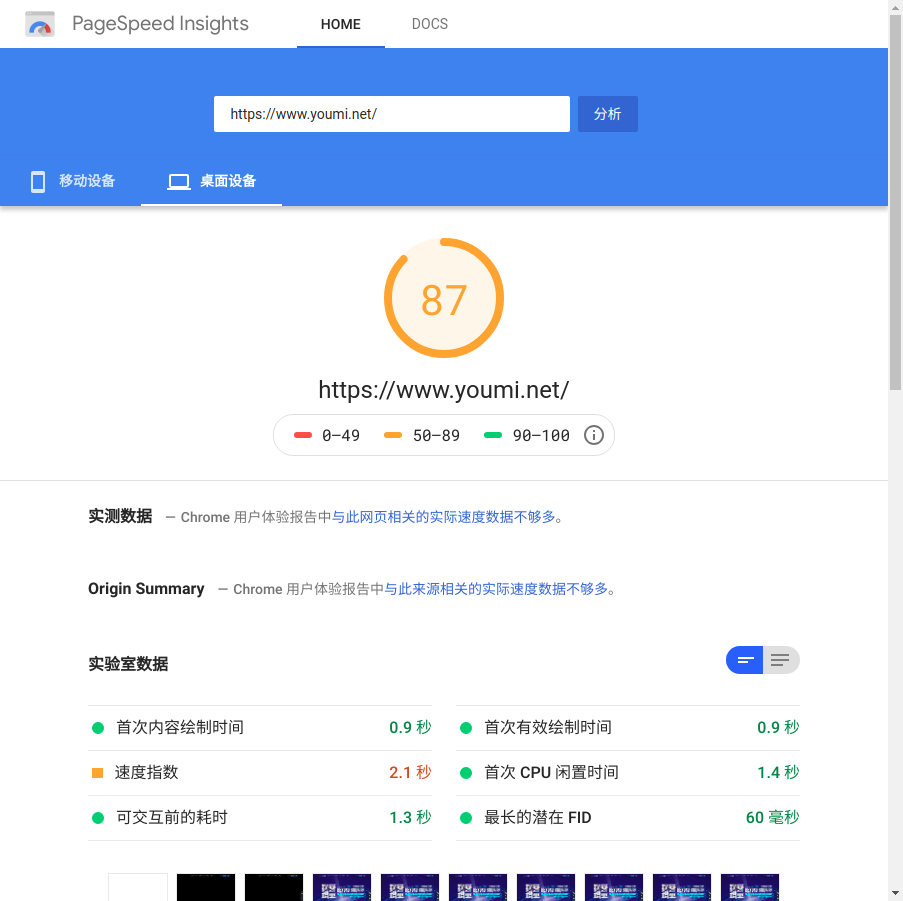 PageSpeed Insights HOME DOCS
https://www.youmi.net/ 分析
移动设备 桌面设备
87
https://www.youmi.net/
0–49 50–89 90–100
实测数据 — Chrome 用户体验报告中与此网页相关的实际速度数据不够多。
Origin Summary — Chrome 用户体验报告中与此来源相关的实际速度数据不够多。
实验室数据
首次内容绘制时间 0.9 秒 首次有效绘制时间 0.9 秒
速度指数 2.1 秒 首次 CPU 闲置时间 1.4 秒
可交互前的耗时 1.3 秒 最长的潜在 FID 60 毫秒